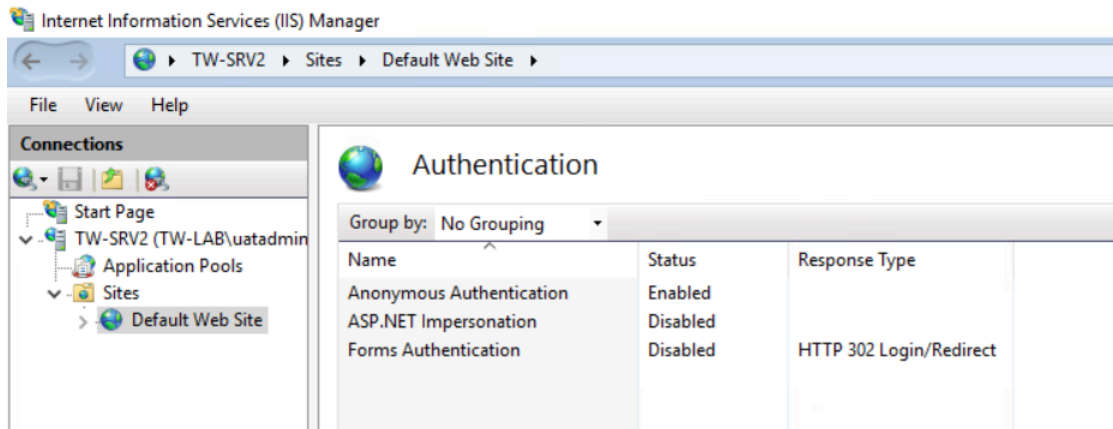 Internet Information Services (IIS) Manager
TW-SRV2 Sites Default Web Site
File View Help
Connections
Start Page
TW-SRV2 (TW-LAB\uatadmin
Application Pools
Sites
Default Web Site
Authentication
Group by: No Grouping
Name Status Response Type
Anonymous Authentication Enabled
ASP.NET Impersonation Disabled
Forms Authentication Disabled HTTP 302 Login/Redirect